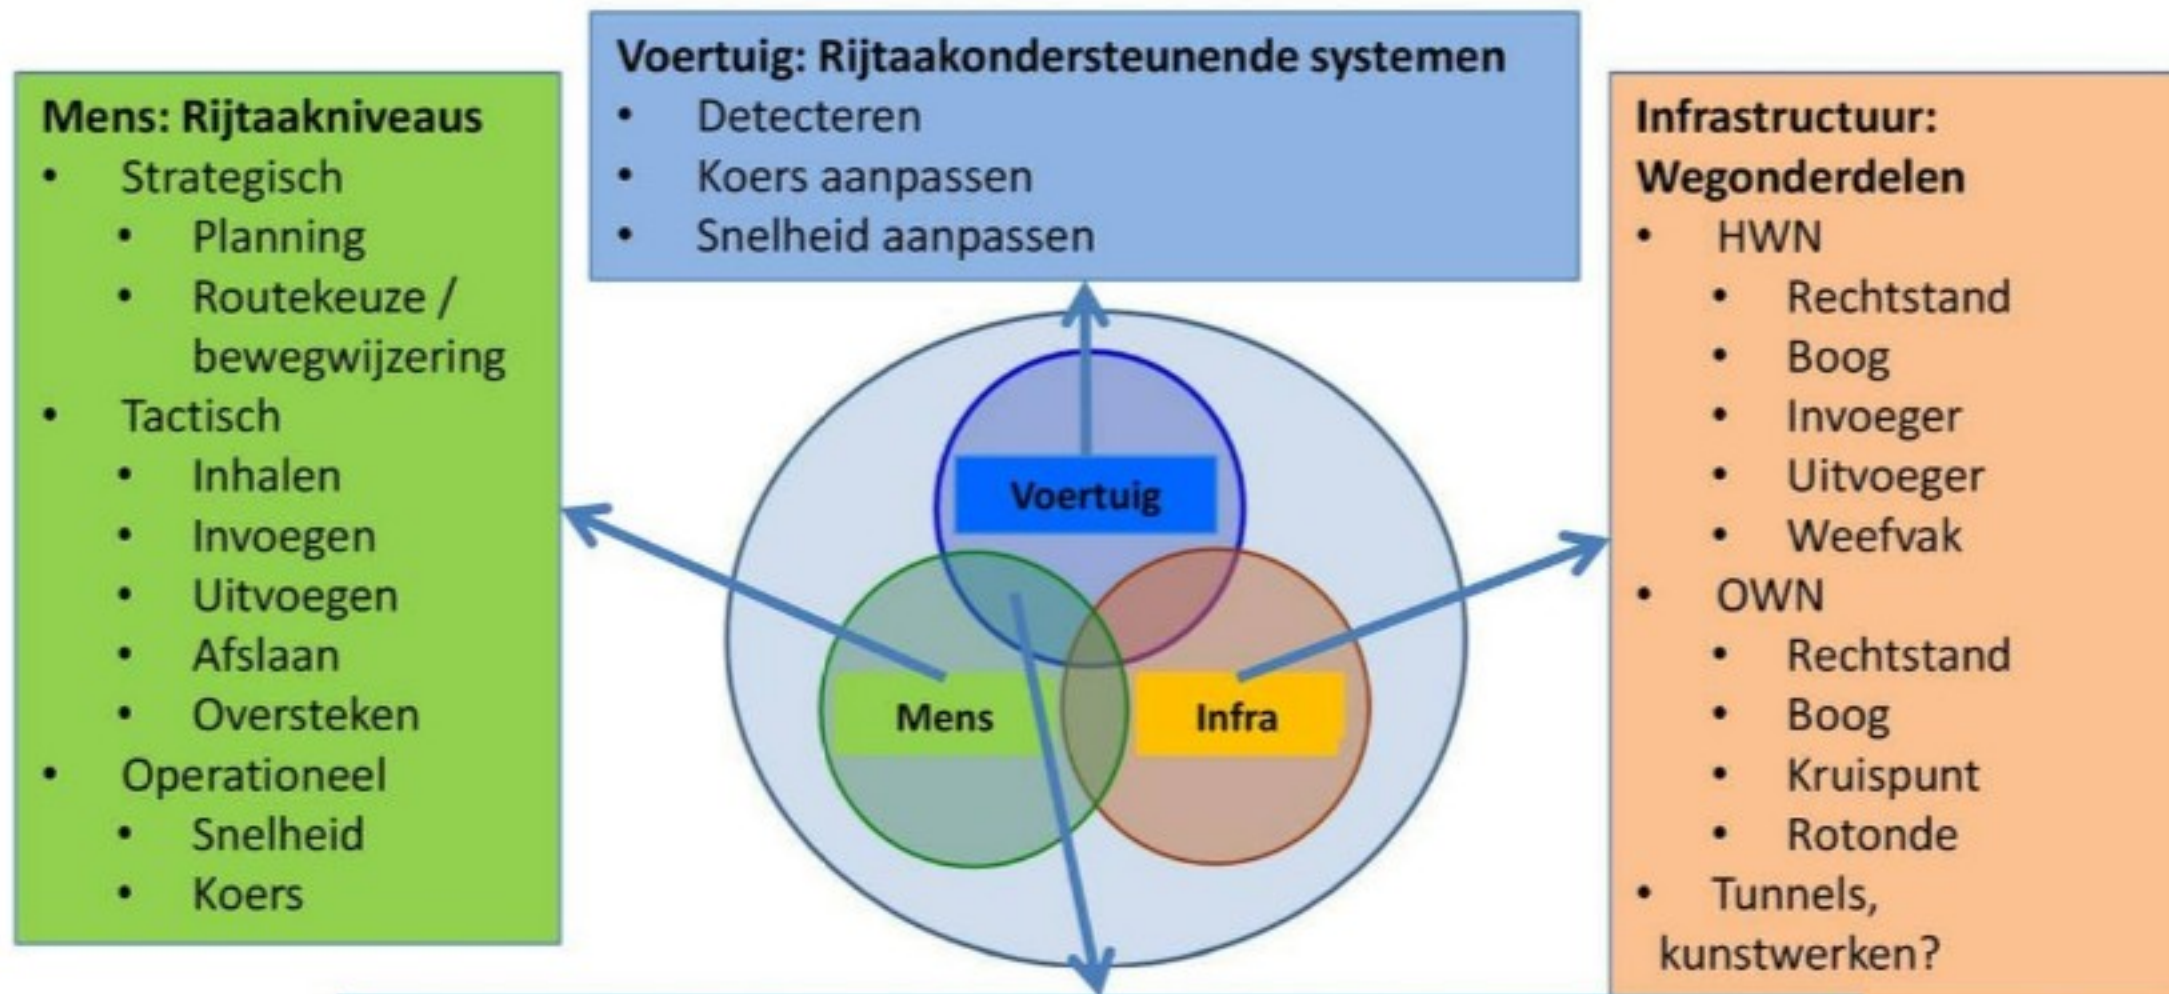 Voertuig: Rijtaakondersteunende systemen
• Detecteren
• Koers aanpassen
• Snelheid aanpassen
Mens: Rijtaakniveaus
• Strategisch
• Planning
• Routekeuze /
bewegwijzering
• Tactisch
• Inhalen
• Invoegen
• Uitvoegen
• Afslaan
• Oversteken
• Operationeel
• Snelheid
• Koers
Voertuig
Mens
Infra
Infrastructuur:
Wegonderdelen
• HWN
• Rechtstand
• Boog
• Invoeger
• Uitvoeger
• Weefvak
• OWN
• Rechtstand
• Boog
• Kruispunt
• Rotonde
• Tunnels,
kunstwerken?